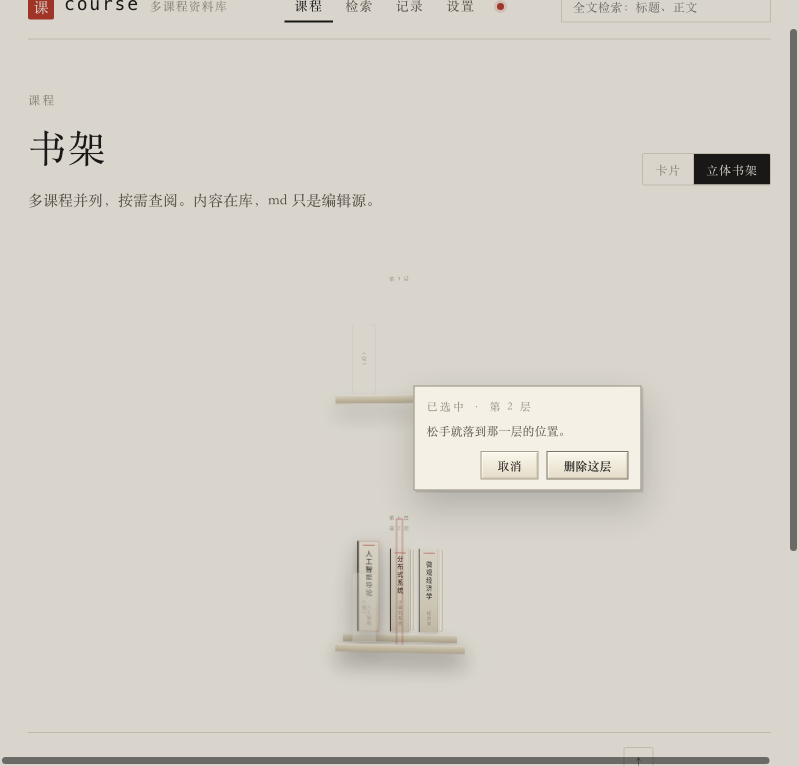 课 course 多课程资料库 课程 检索 记录 设置 全文检索：标题、正文
课程
书架
卡片 立体书架
多课程并列，按需查阅。内容在库，md 只是编辑源。
已选中 · 第 2 层
松手就落到那一层的位置。
取消 删除这层
人工智能导论
分布式系统
微观经济学
↑